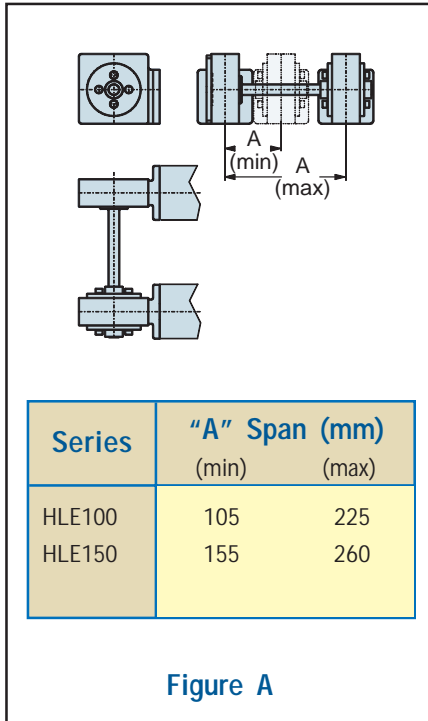 A
(min)
A
(max)
Series
“A” Span (mm)
(min) (max)
HLE100 105 225
HLE150 155 260
Figure A